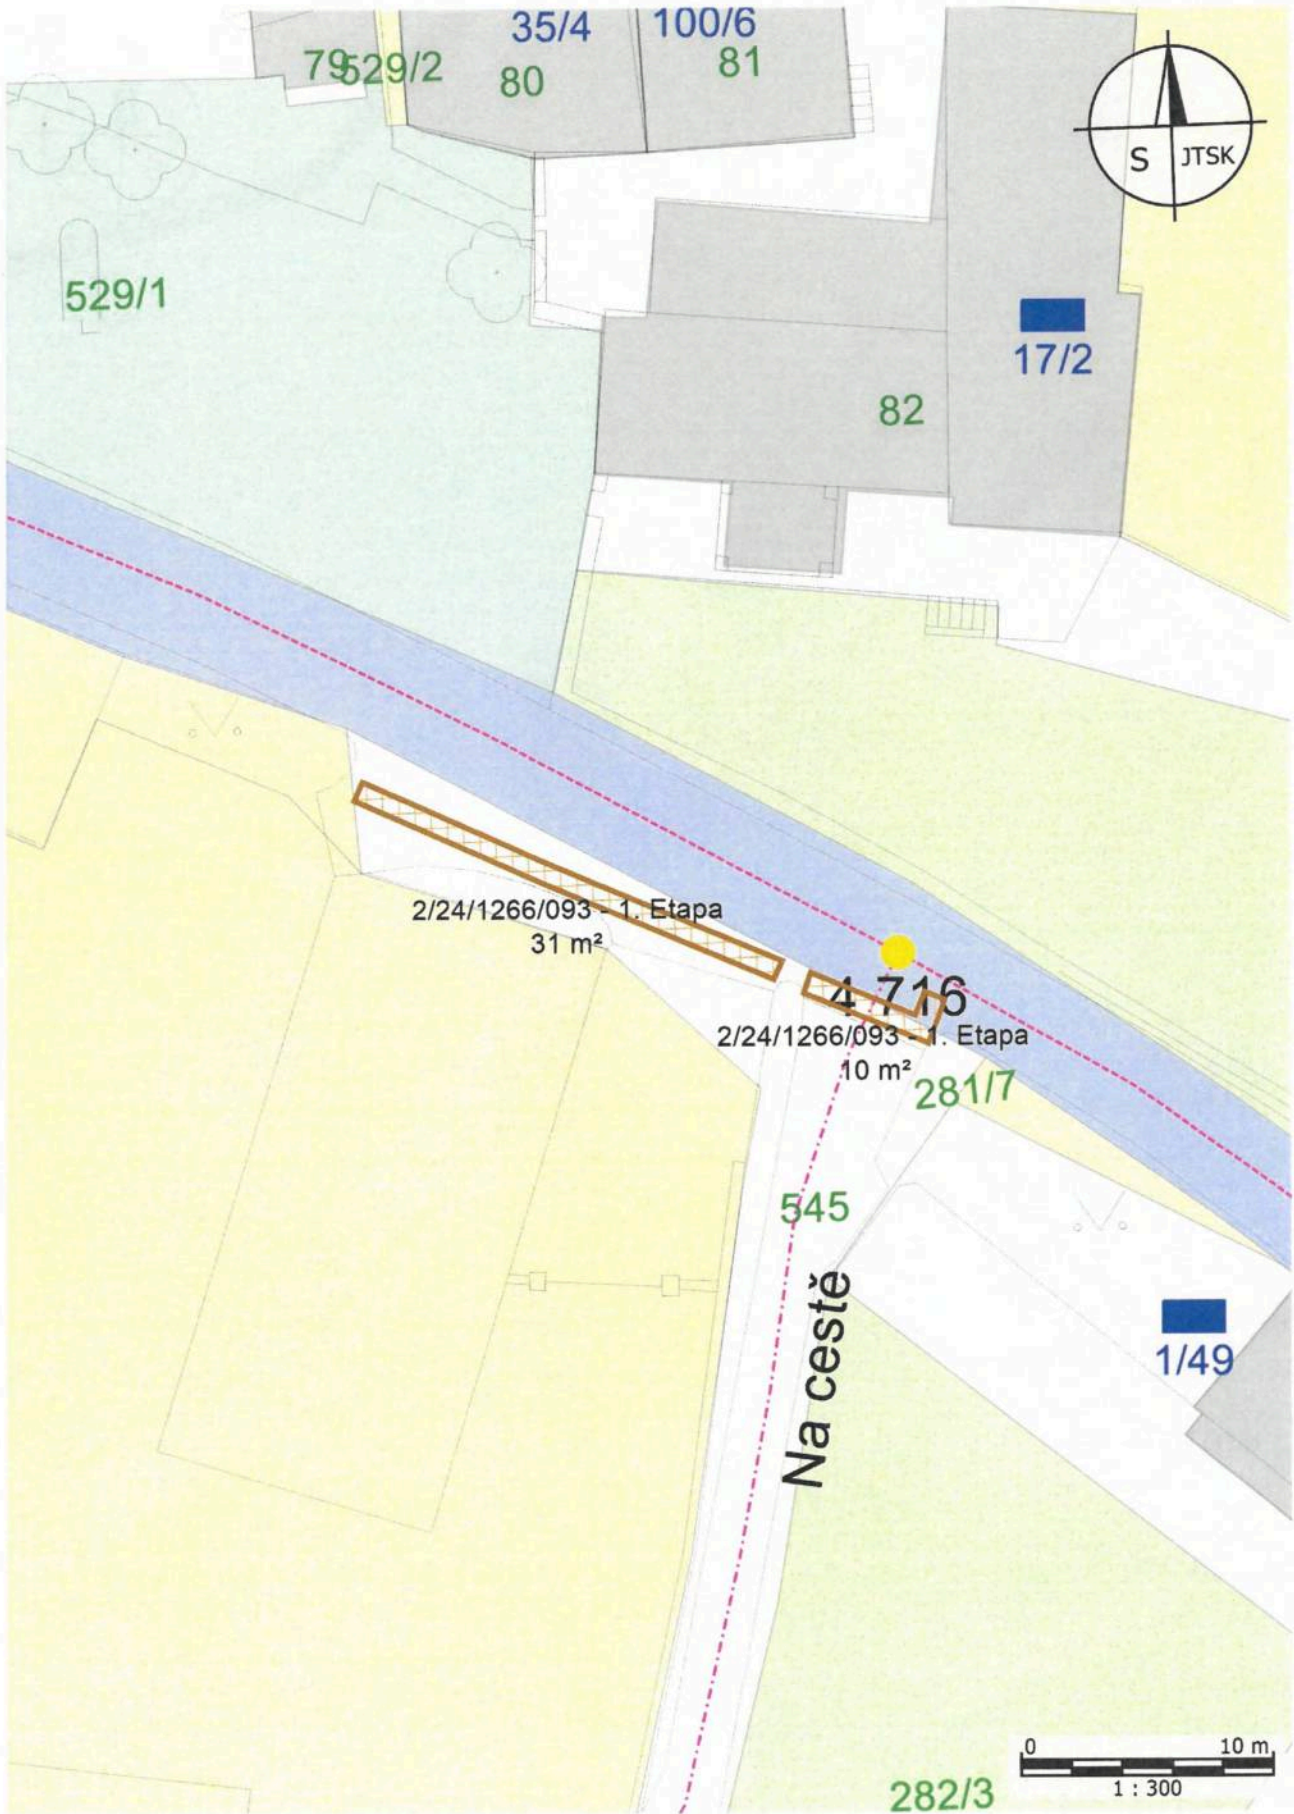 35/4
100/6
79
529/2
80
81
S JTSK
529/1
17/2
82
2/24/1266/093 - 1. Etapa
31 m²
4 716
2/24/1266/093 - 1. Etapa
10 m²
281/7
545
Na cestě
1/49
0 10 m
1 : 300
282/3